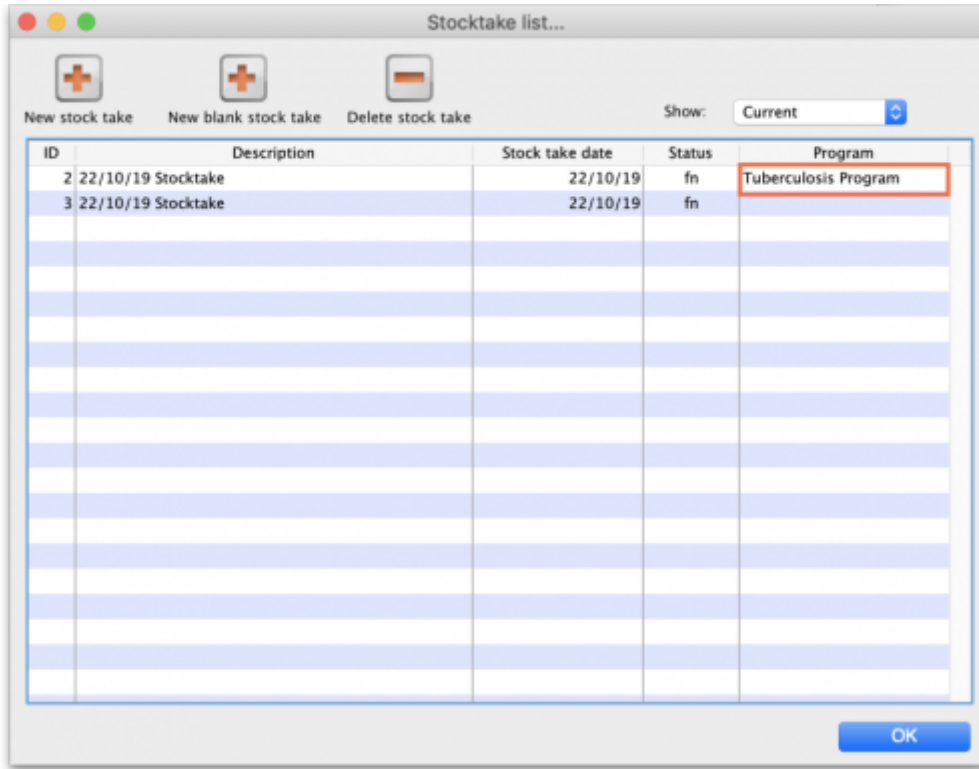 Stocktake list...
New stock take New blank stock take Delete stock take Show: Current
ID Description Stock take date Status Program
2 22/10/19 Stocktake 22/10/19 fn Tuberculosis Program
3 22/10/19 Stocktake 22/10/19 fn
OK